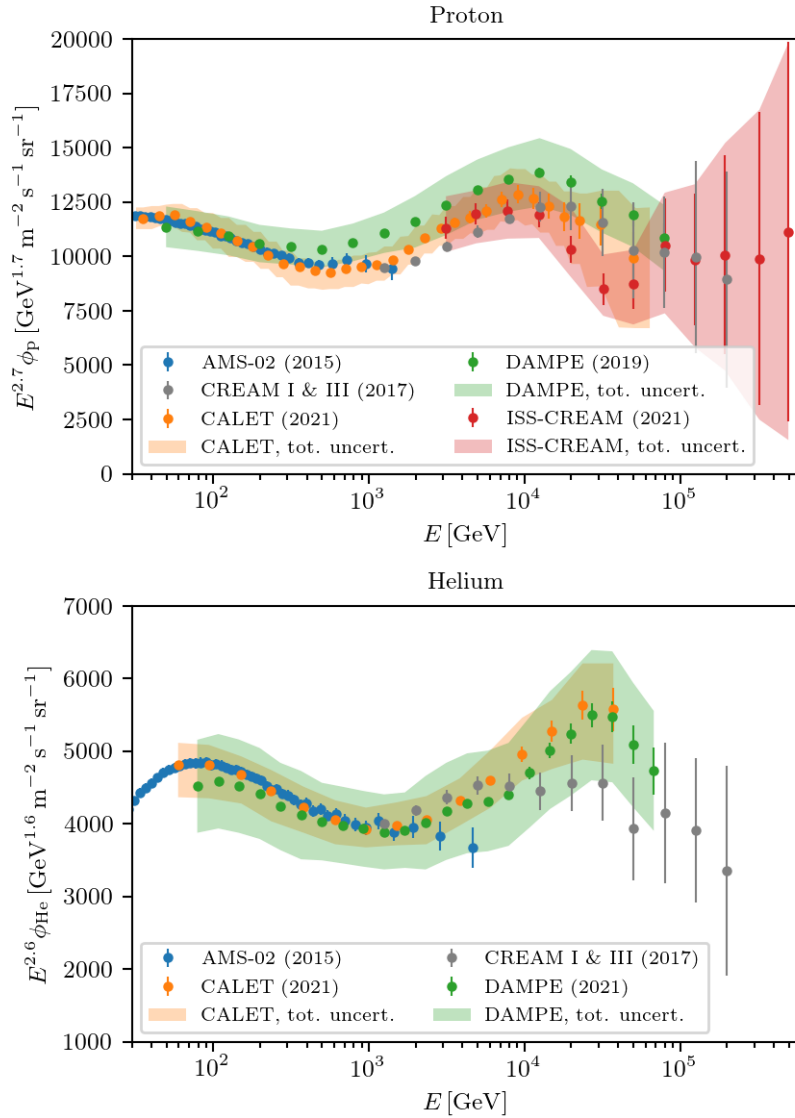 Proton
20000
17500
15000
12500
10000
7500
5000
2500
0
E^{2.7} ϕ_p [GeV^{1.7} m^{−2} s^{−1} sr^{−1}]
AMS-02 (2015)
CREAM I & III (2017)
CALET (2021)
CALET, tot. uncert.
DAMPE (2019)
DAMPE, tot. uncert.
ISS-CREAM (2021)
ISS-CREAM, tot. uncert.
10^2 10^3 10^4 10^5
E [GeV]
Helium
7000
6000
5000
4000
3000
2000
1000
E^{2.6} ϕ_{He} [GeV^{1.6} m^{−2} s^{−1} sr^{−1}]
AMS-02 (2015)
CALET (2021)
CALET, tot. uncert.
CREAM I & III (2017)
DAMPE (2021)
DAMPE, tot. uncert.
10^2 10^3 10^4 10^5
E [GeV]